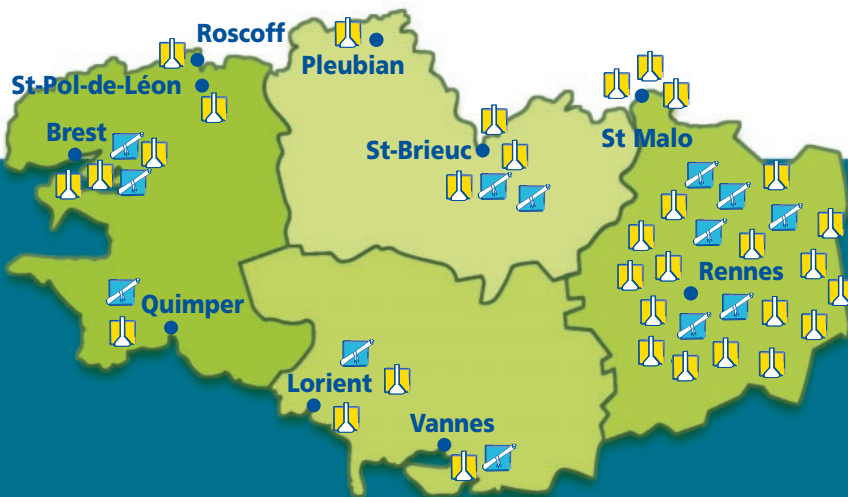 Roscoff
Pleubian
St-Pol-de-Léon
Brest
St-Brieuc
St Malo
Rennes
Quimper
Lorient
Vannes